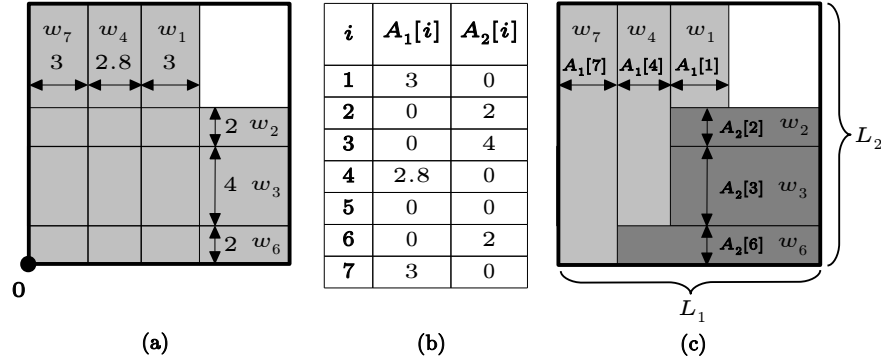 w₇ w₄ w₁
3 2.8 3
2 w₂
4 w₃
2 w₆
0
(a)
i A₁[i] A₂[i]
1 3 0
2 0 2
3 0 4
4 2.8 0
5 0 0
6 0 2
7 3 0
(b)
w₇ w₄ w₁
A₁[7] A₁[4] A₁[1]
A₂[2] w₂
A₂[3] w₃
A₂[6] w₆
L₂
L₁
(c)